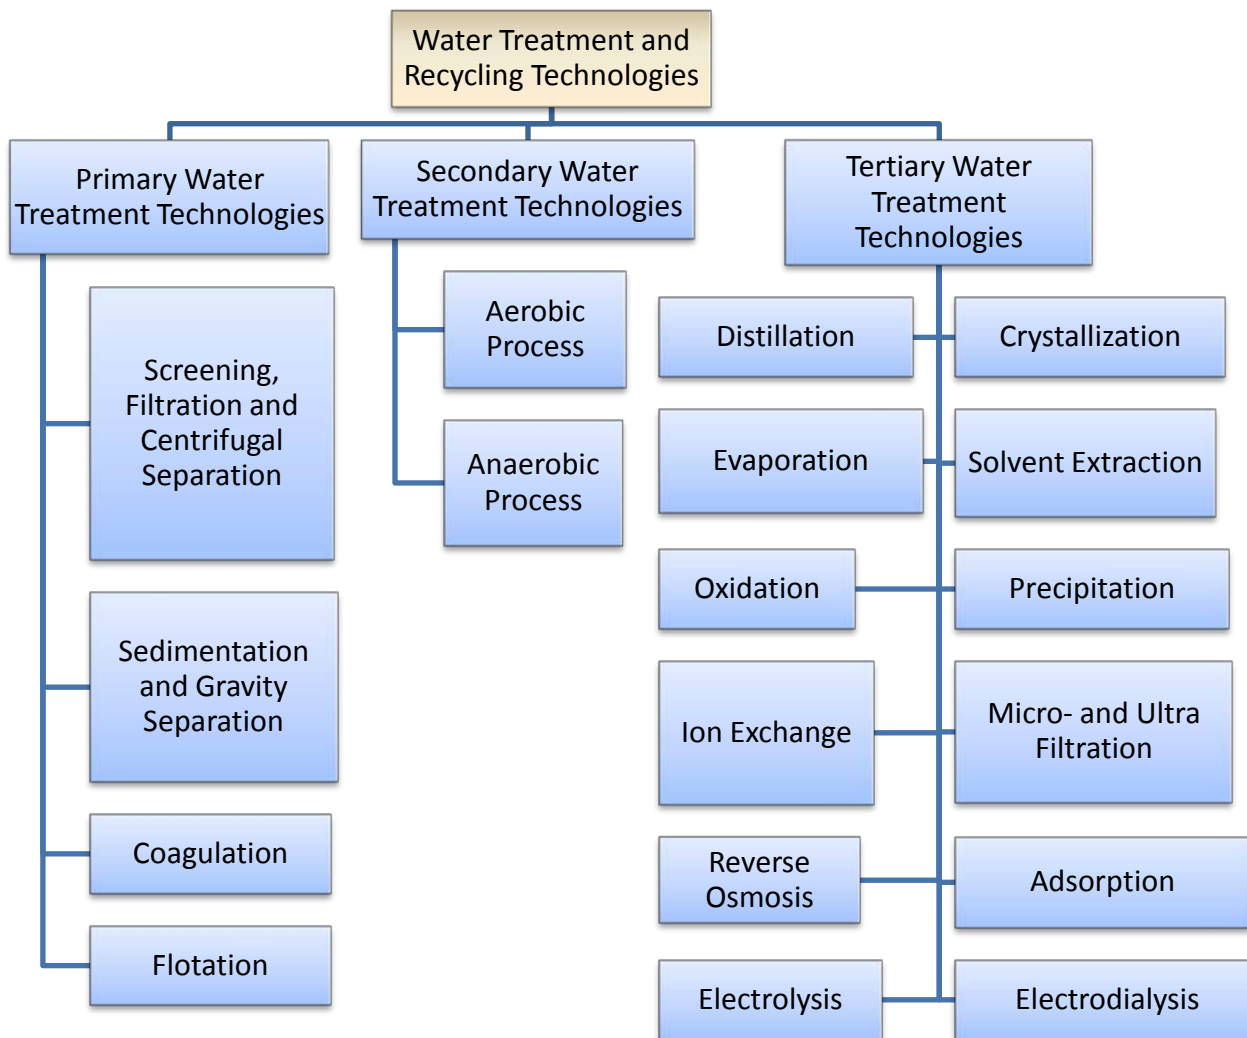 Water Treatment and
Recycling Technologies
Primary Water
Treatment Technologies
Secondary Water
Treatment Technologies
Tertiary Water
Treatment
Technologies
Screening,
Filtration and
Centrifugal
Separation
Sedimentation
and Gravity
Separation
Coagulation
Flotation
Aerobic
Process
Anaerobic
Process
Distillation
Crystallization
Evaporation
Solvent Extraction
Oxidation
Precipitation
Ion Exchange
Micro- and Ultra
Filtration
Reverse
Osmosis
Adsorption
Electrolysis
Electrodialysis